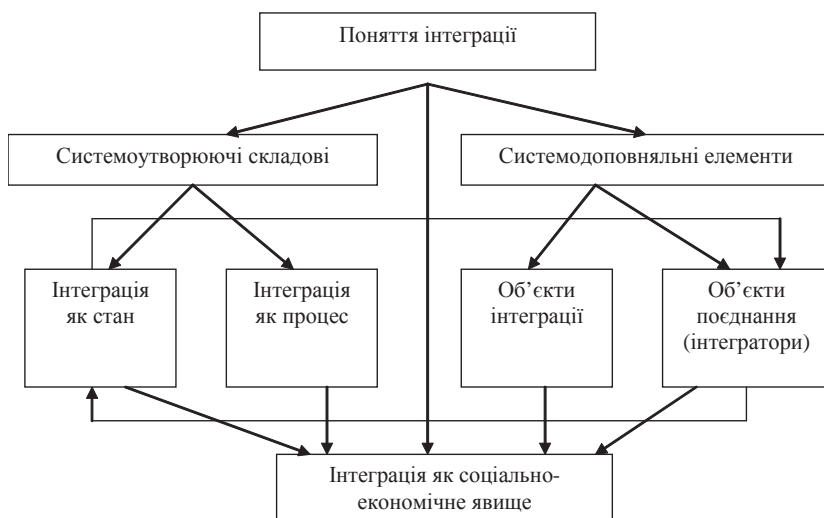 Поняття інтеграції
Системоутворюючі складові
Системодоповняльні елементи
Інтеграція
як стан
Інтеграція
як процес
Об’єкти
інтеграції
Об’єкти
поєднання
(інтегратори)
Інтеграція як соціально-
економічне явище